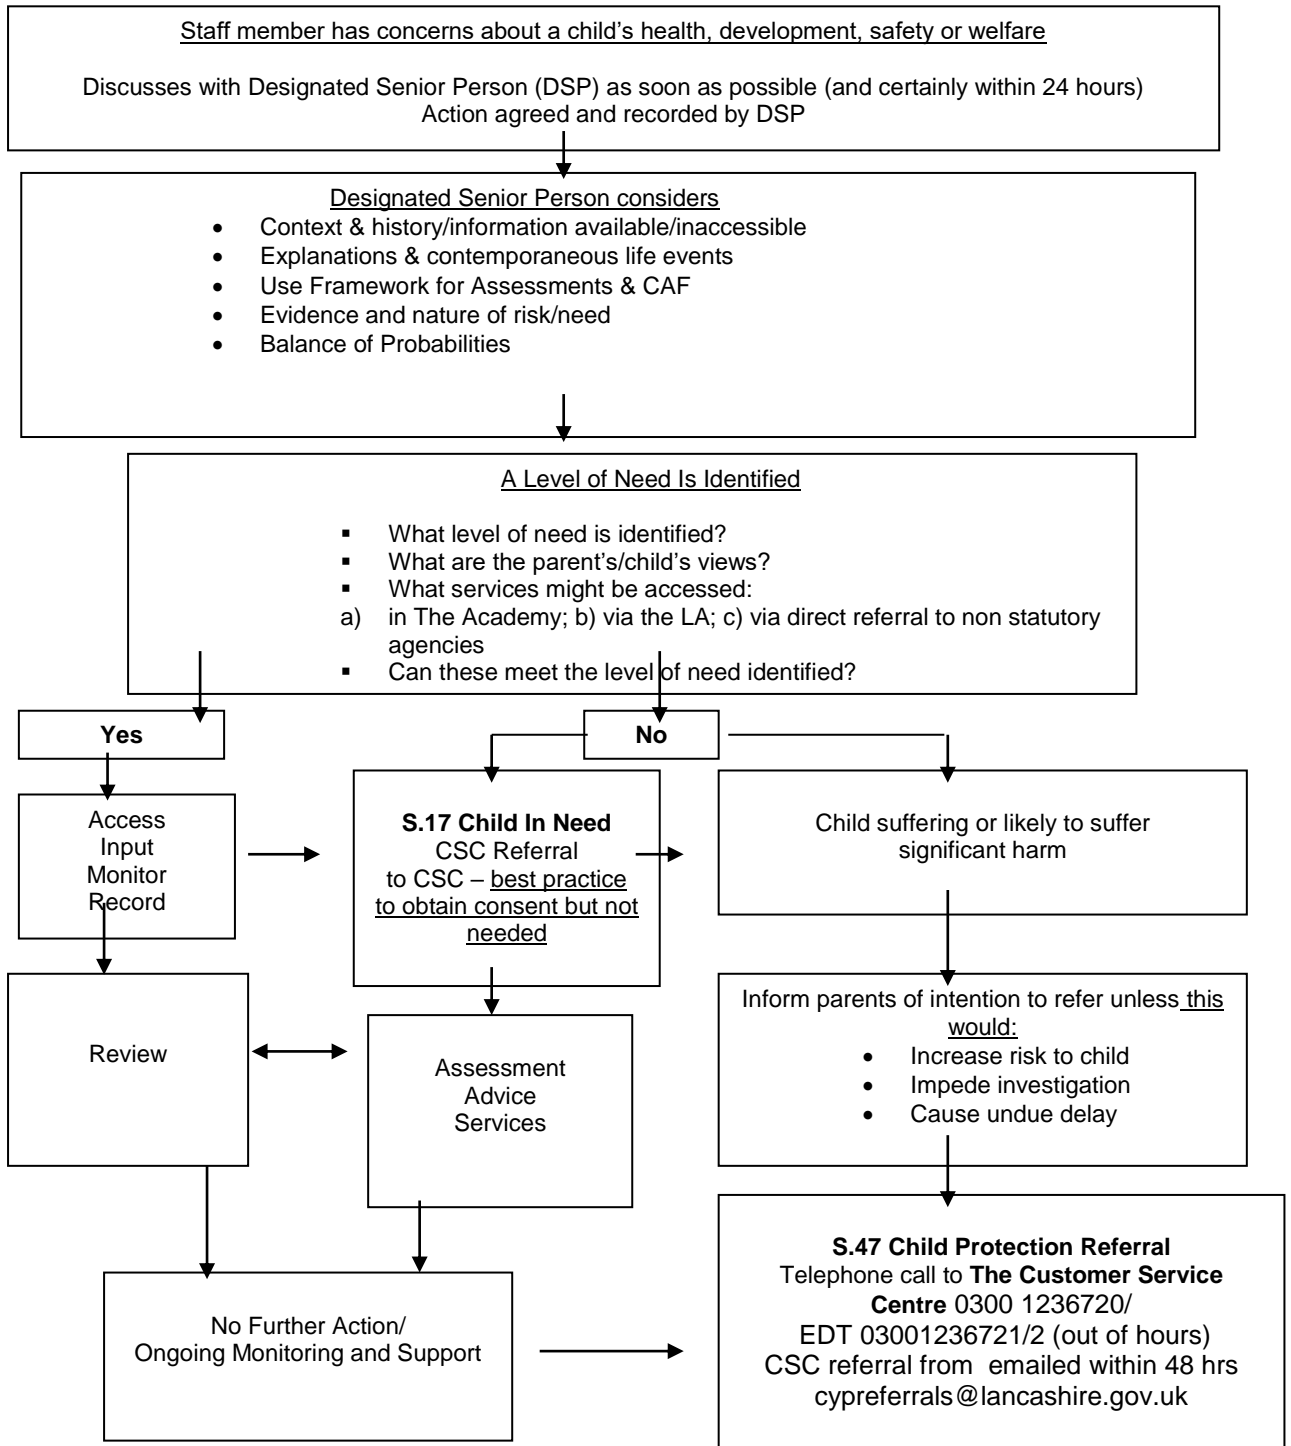 Staff member has concerns about a child’s health, development, safety or welfare
Discusses with Designated Senior Person (DSP) as soon as possible (and certainly within 24 hours)
Action agreed and recorded by DSP
Designated Senior Person considers
• Context & history/information available/inaccessible
• Explanations & contemporaneous life events
• Use Framework for Assessments & CAF
• Evidence and nature of risk/need
• Balance of Probabilities
A Level of Need Is Identified
▪ What level of need is identified?
▪ What are the parent’s/child’s views?
▪ What services might be accessed:
a) in The Academy; b) via the LA; c) via direct referral to non statutory
agencies
▪ Can these meet the level of need identified?
Yes
No
Access
Input
Monitor
Record
S.17 Child In Need
CSC Referral
to CSC – best practice
to obtain consent but not
needed
Child suffering or likely to suffer
significant harm
Review
Assessment
Advice
Services
Inform parents of intention to refer unless this
would:
• Increase risk to child
• Impede investigation
• Cause undue delay
No Further Action/
Ongoing Monitoring and Support
S.47 Child Protection Referral
Telephone call to The Customer Service
Centre 0300 1236720/
EDT 03001236721/2 (out of hours)
CSC referral from emailed within 48 hrs
cypreferrals@lancashire.gov.uk